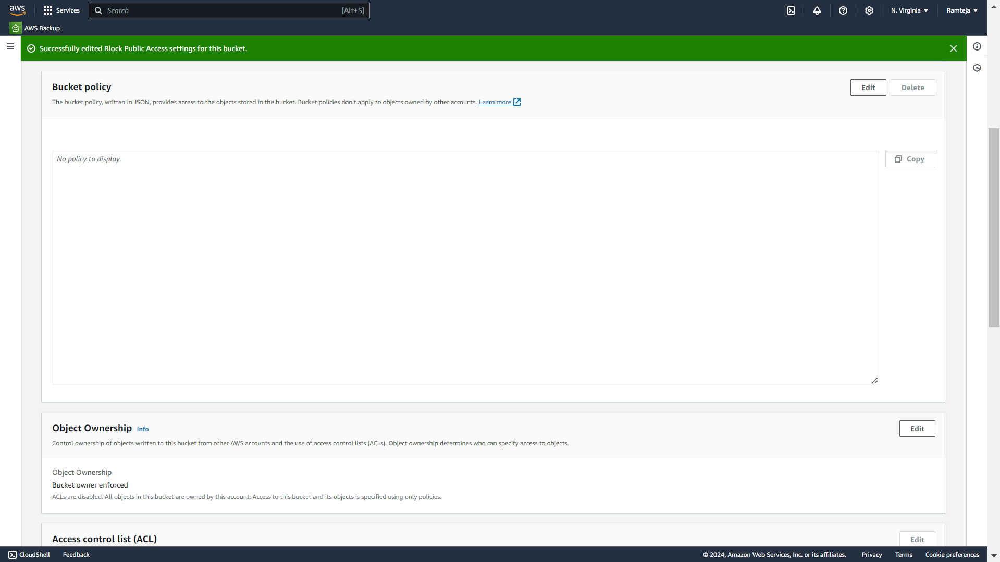 aws
Services
Search
[Alt+S]
N. Virginia
Ramteja
AWS Backup
Successfully edited Block Public Access settings for this bucket.
Bucket policy
Edit
Delete
The bucket policy, written in JSON, provides access to the objects stored in the bucket. Bucket policies don't apply to objects owned by other accounts. Learn more
No policy to display.
Copy
Object Ownership Info
Edit
Control ownership of objects written to this bucket from other AWS accounts and the use of access control lists (ACLs). Object ownership determines who can specify access to objects.
Object Ownership
Bucket owner enforced
ACLs are disabled. All objects in this bucket are owned by this account. Access to this bucket and its objects is specified using only policies.
Access control list (ACL)
Edit
CloudShell
Feedback
© 2024, Amazon Web Services, Inc. or its affiliates.
Privacy
Terms
Cookie preferences